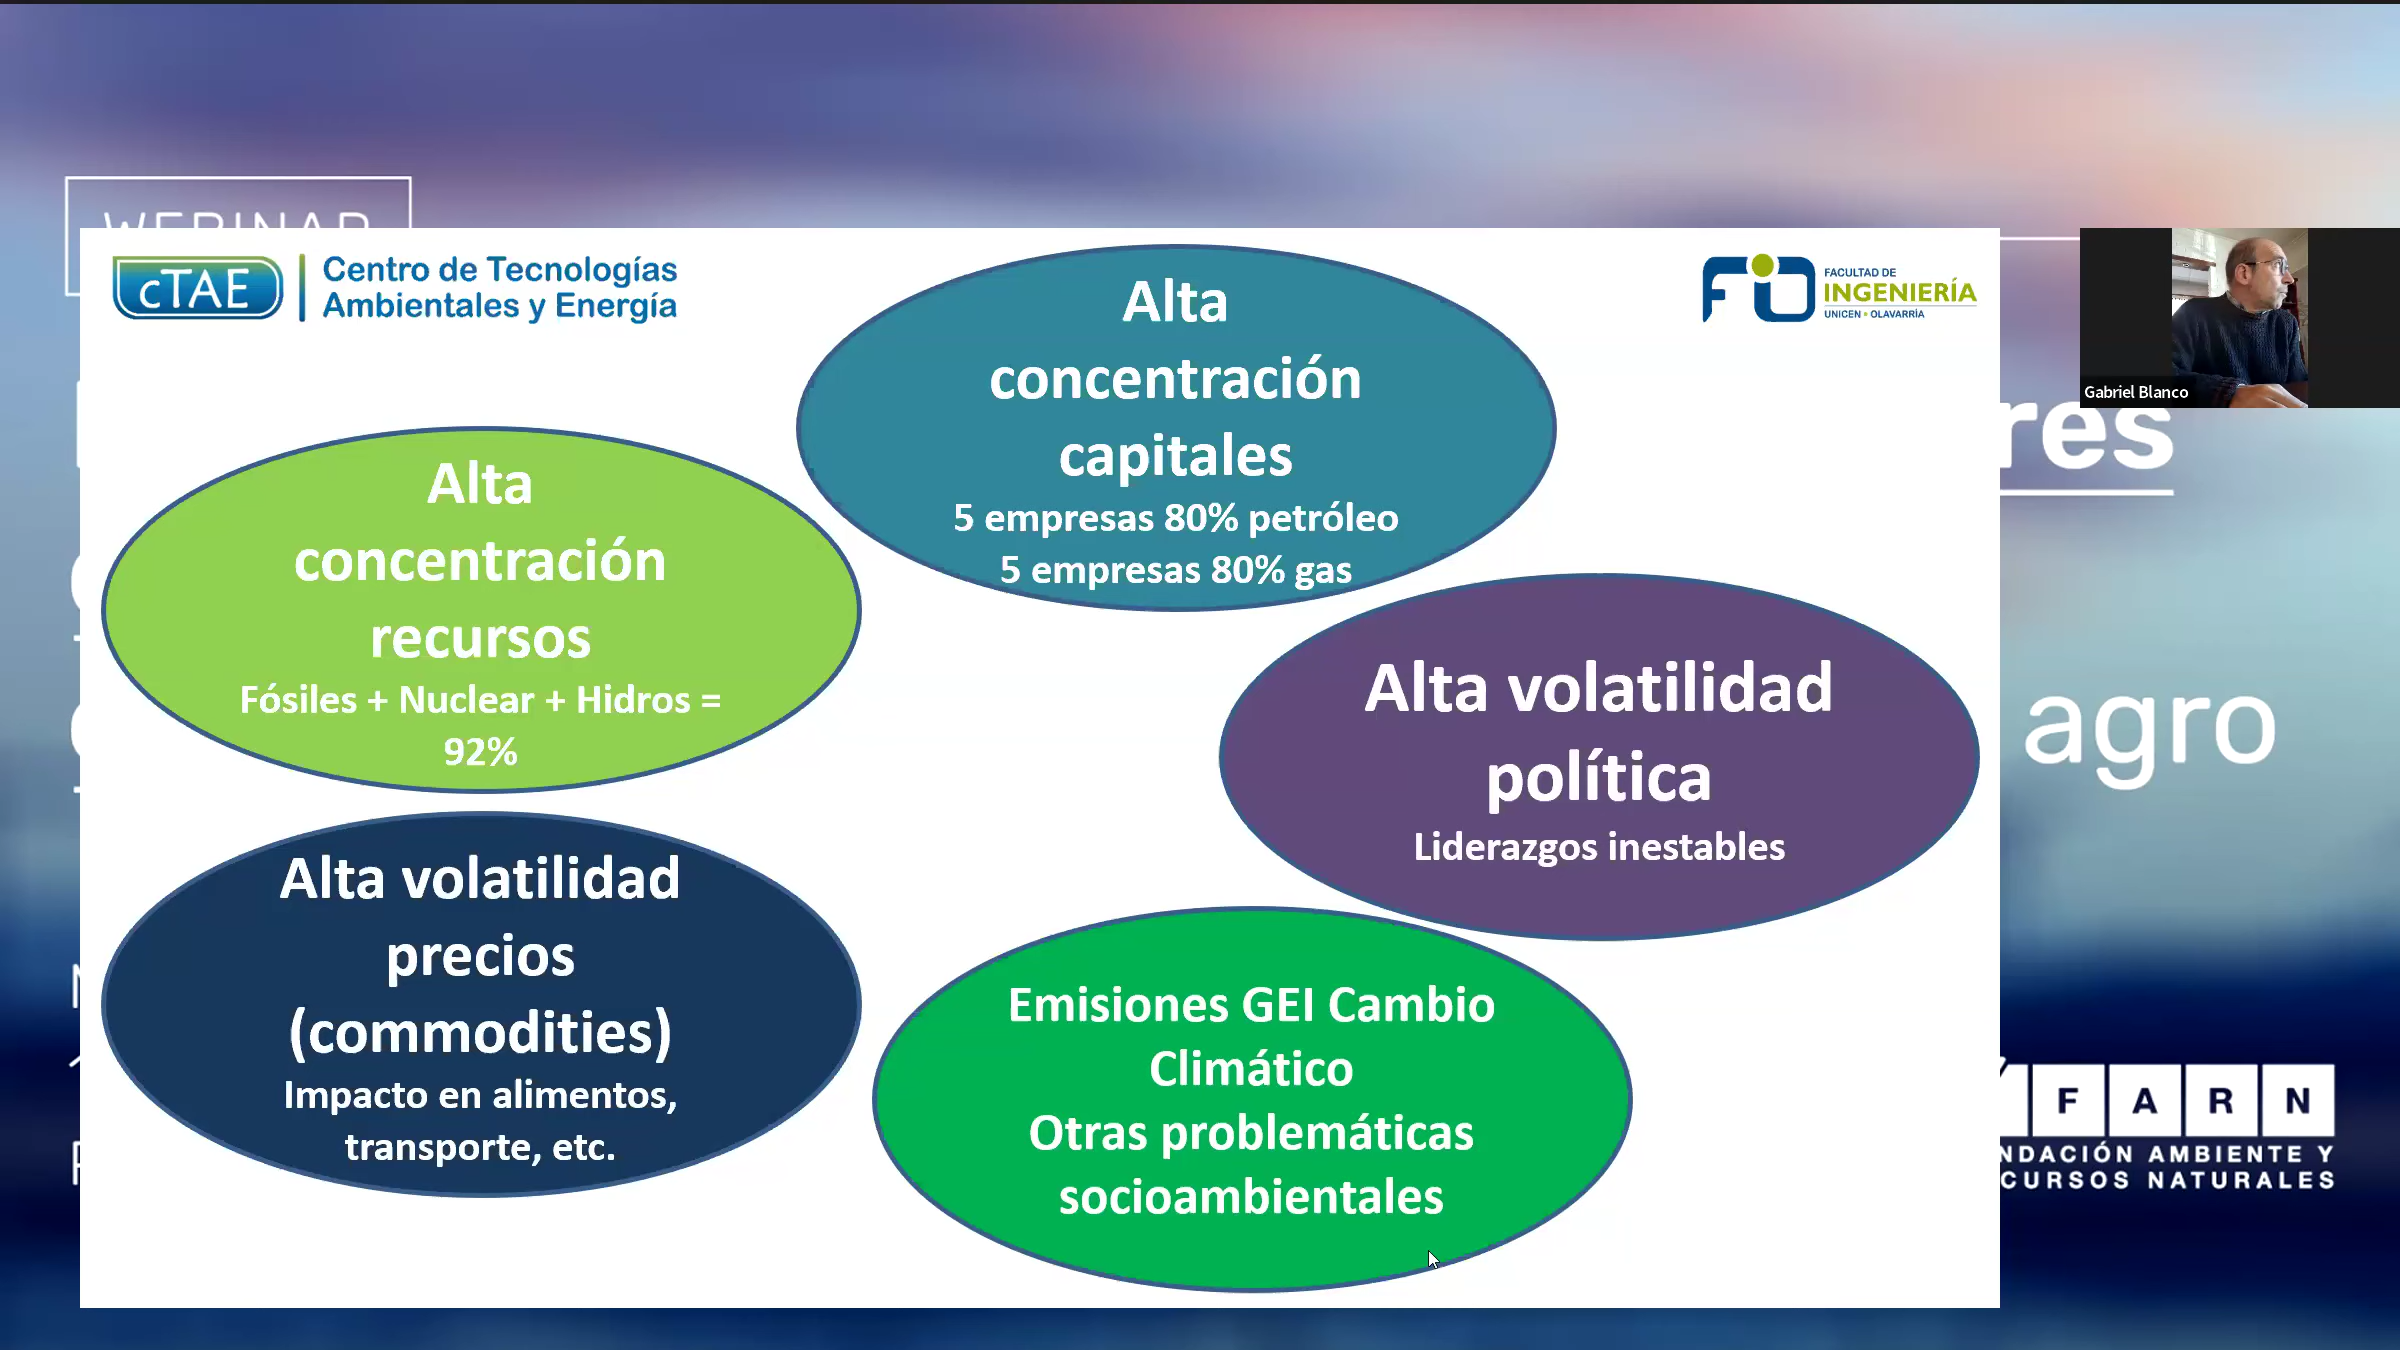 WEBINAR
cTAE
Centro de Tecnologías
Ambientales y Energía
FIO
FACULTAD DE
INGENIERÍA
UNICEN • OLAVARRÍA
Gabriel Blanco
Alta
concentración
capitales
5 empresas 80% petróleo
5 empresas 80% gas
Alta
concentración
recursos
Fósiles + Nuclear + Hidros =
92%
Alta volatilidad
política
Liderazgos inestables
Alta volatilidad
precios
(commodities)
Impacto en alimentos,
transporte, etc.
Emisiones GEI Cambio
Climático
Otras problemáticas
socioambientales
res
agro
FARN
NDACIÓN AMBIENTE Y
CURSOS NATURALES